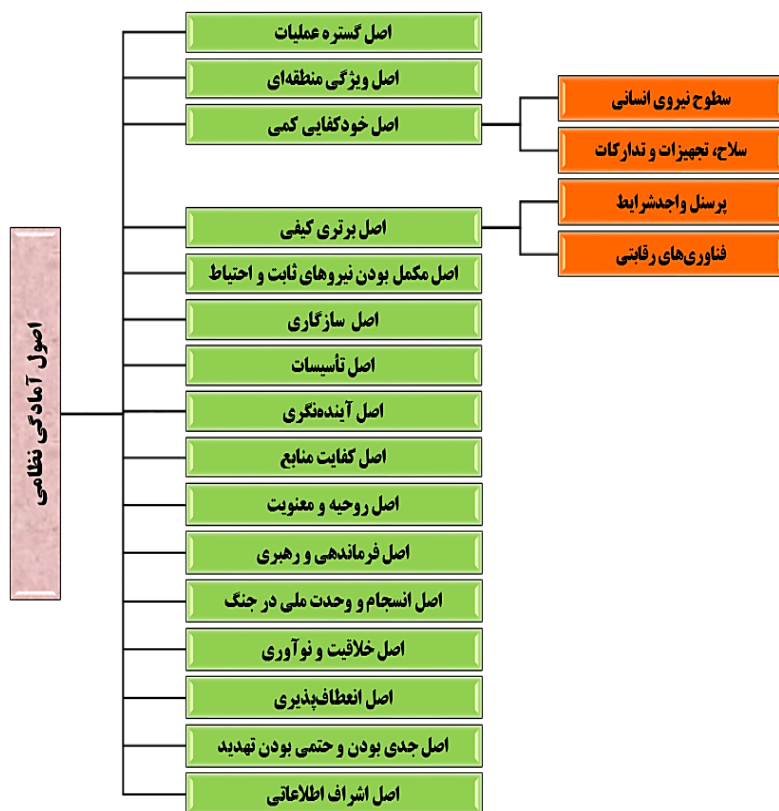 اصول آمادگی نظامی
اصل گستره عملیات
اصل ویژگی منطقه‌ای
اصل خودکفایی کمی
سطوح نیروی انسانی
سلاح، تجهیزات و تدارکات
اصل برتری کیفی
پرسنل واجدشرایط
فناوری‌های رقابتی
اصل مکمل بودن نیروهای ثابت و احتیاط
اصل سازگاری
اصل تأسیسات
اصل آینده‌نگری
اصل کفایت منابع
اصل روحیه و معنویت
اصل فرماندهی و رهبری
اصل انسجام و وحدت ملی در جنگ
اصل خلاقیت و نوآوری
اصل انعطاف‌پذیری
اصل جدی بودن و حتمی بودن تهدید
اصل اشراف اطلاعاتی